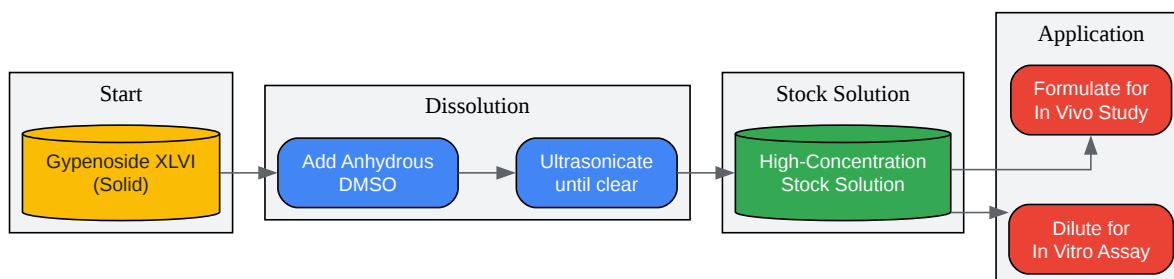 Start
Gypenoside XLVI
(Solid)
Dissolution
Add Anhydrous
DMSO
Ultrasonicate
until clear
Stock Solution
High-Concentration
Stock Solution
Application
Formulate for
In Vivo Study
Dilute for
In Vitro Assay